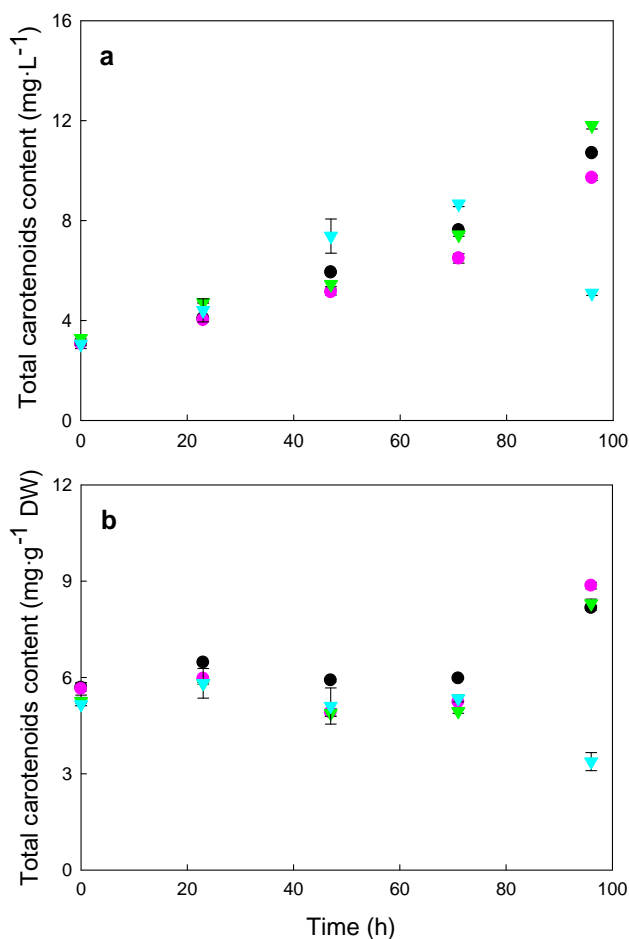 Total carotenoids content (mg·L⁻¹)
a
16
12
8
4
0
0 20 40 60 80 100
Total carotenoids content (mg·g⁻¹ DW)
b
12
9
6
3
0
0 20 40 60 80 100
Time (h)